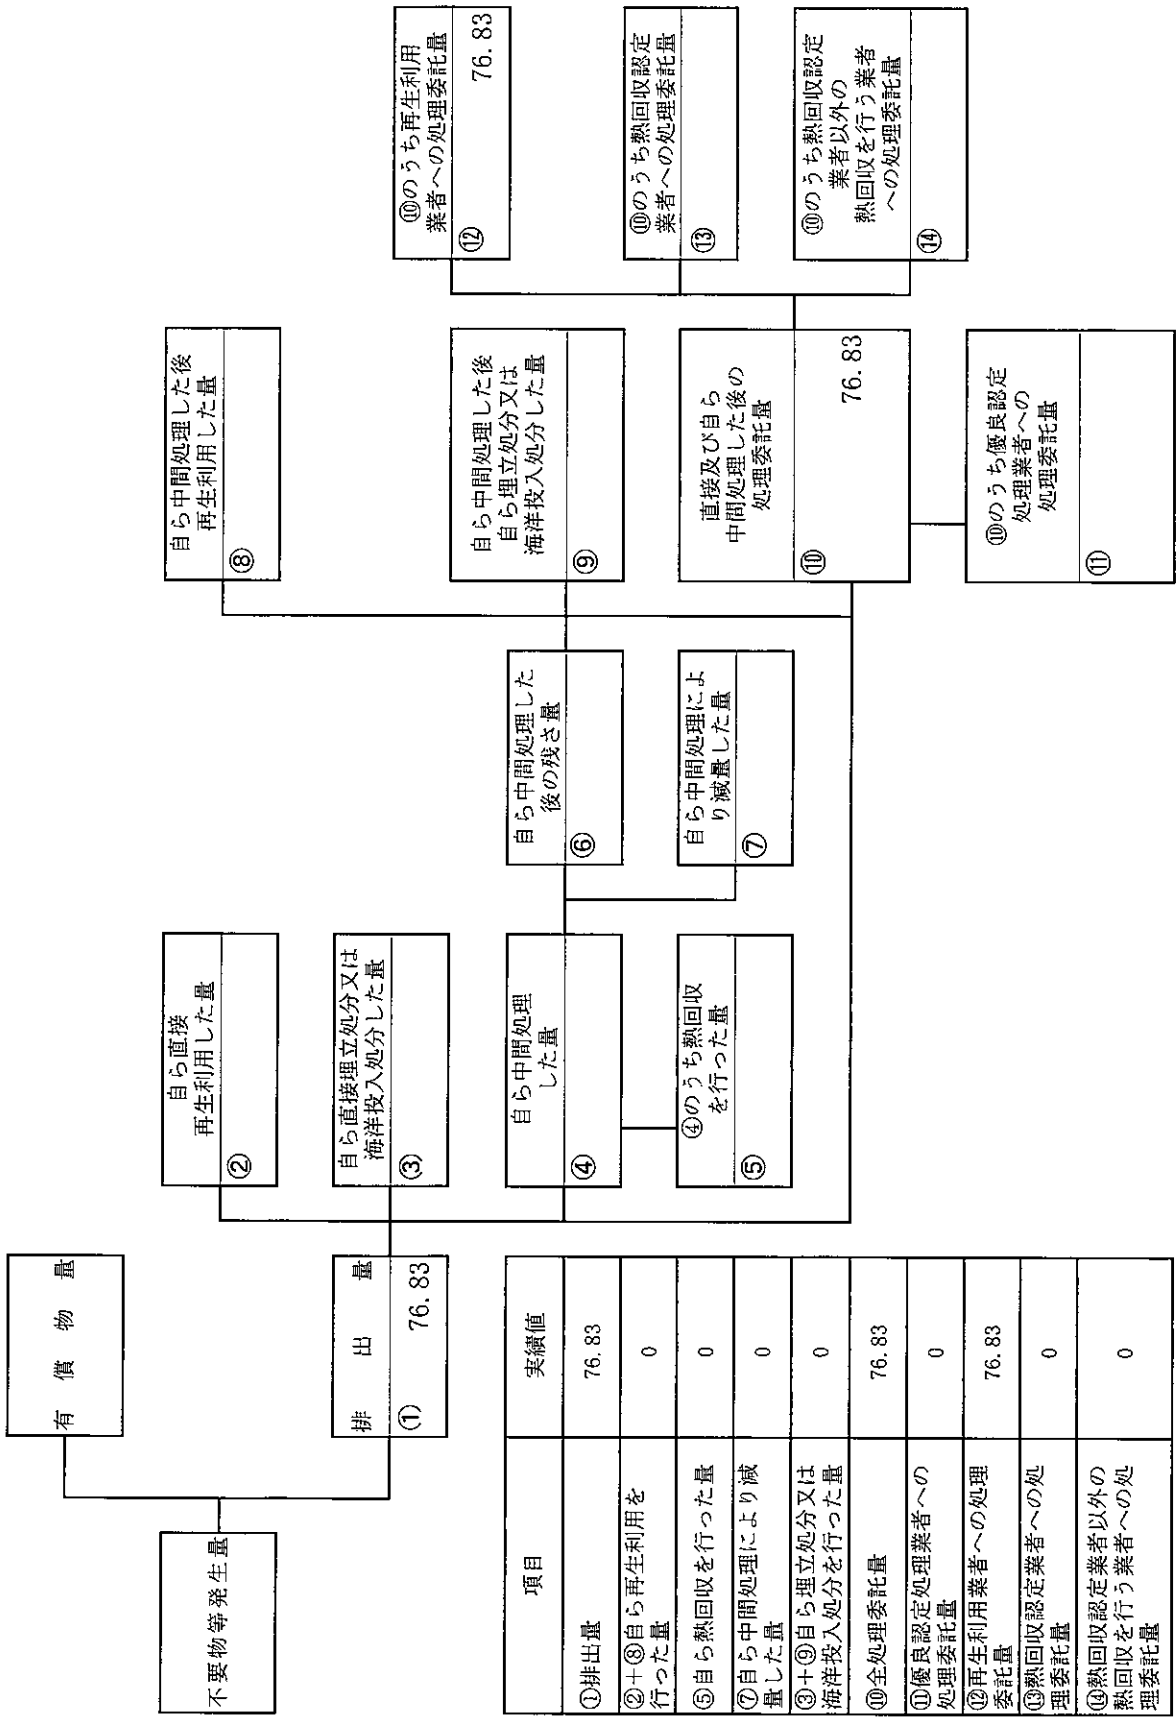 不要物等発生量
有償物量
排出量
① 76.83
自ら直接
再生利用した量
②
自ら直接埋立処分又は
海洋投入処分した量
③
自ら中間処理
した量
④
④のうち熱回収
を行った量
⑤
自ら中間処理した
後の残さ量
⑥
自ら中間処理によ
り減量した量
⑦
自ら中間処理した後
再生利用した量
⑧
自ら中間処理した後
自ら埋立処分又は
海洋投入処分した量
⑨
直接及び自ら
中間処理した後の
処理委託量
⑩ 76.83
⑩のうち優良認定
処理業者への
処理委託量
⑪
⑩のうち再生利用
業者への処理委託量
⑫ 76.83
⑩のうち熱回収認定
業者への処理委託量
⑬
⑩のうち熱回収認定
業者以外の
熱回収を行う業者
への処理委託量
⑭
項目 実績値
①排出量 76.83
②+⑧自ら再生利用を
行った量 0
⑤自ら熱回収を行った量 0
⑦自ら中間処理により減
量した量 0
③+⑨自ら埋立処分又は
海洋投入処分を行った量 0
⑩全処理委託量 76.83
⑪優良認定処理業者への
処理委託量 0
⑫再生利用業者への処理
委託量 76.83
⑬熱回収認定業者への処
理委託量 0
⑭熱回収認定業者以外の
熱回収を行う業者への処
理委託量 0